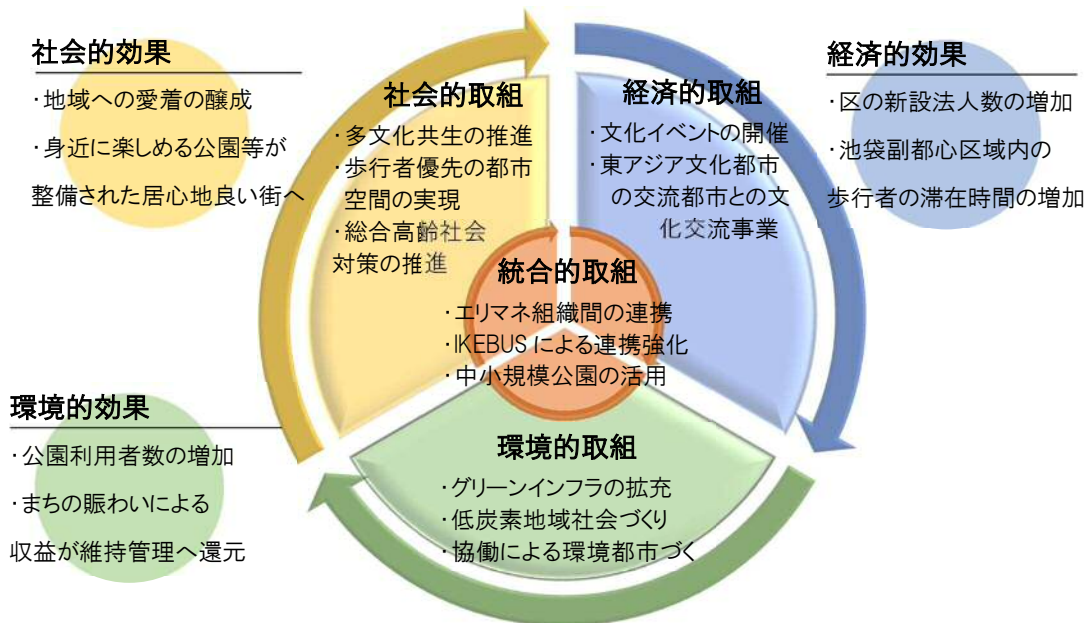 社会的効果
・地域への愛着の醸成
・身近に楽しめる公園等が
整備された居心地良い街へ
社会的取組
・多文化共生の推進
・歩行者優先の都市
空間の実現
・総合高齢社会
対策の推進
経済的取組
・文化イベントの開催
・東アジア文化都市
の交流都市との文
化交流事業
経済的効果
・区の新設法人数の増加
・池袋副都心区域内の
歩行者の滞在時間の増加
統合的取組
・エリマネ組織間の連携
・IKEBUS による連携強化
・中小規模公園の活用
環境的効果
・公園利用者数の増加
・まちの賑わいによる
収益が維持管理へ還元
環境的取組
・グリーンインフラの拡充
・低炭素地域社会づくり
・協働による環境都市づく